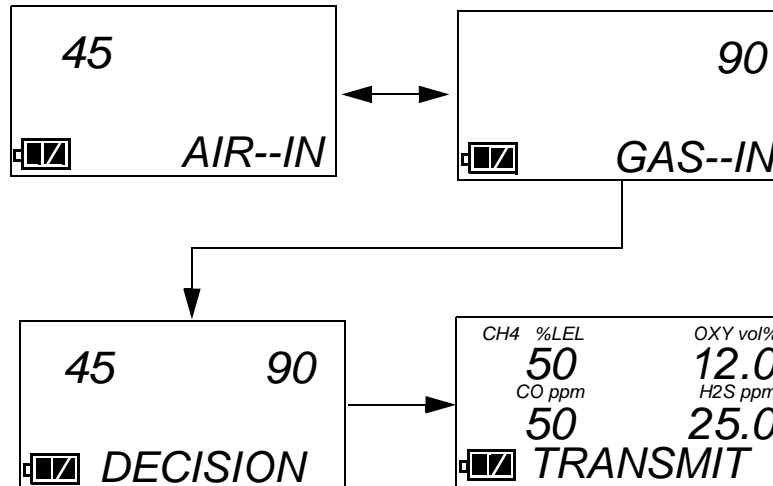 45
AIR--IN
90
GAS--IN
45 90
DECISION
CH4 %LEL OXY vol%
50 12.0
CO ppm H2S ppm
50 25.0
TRANSMIT